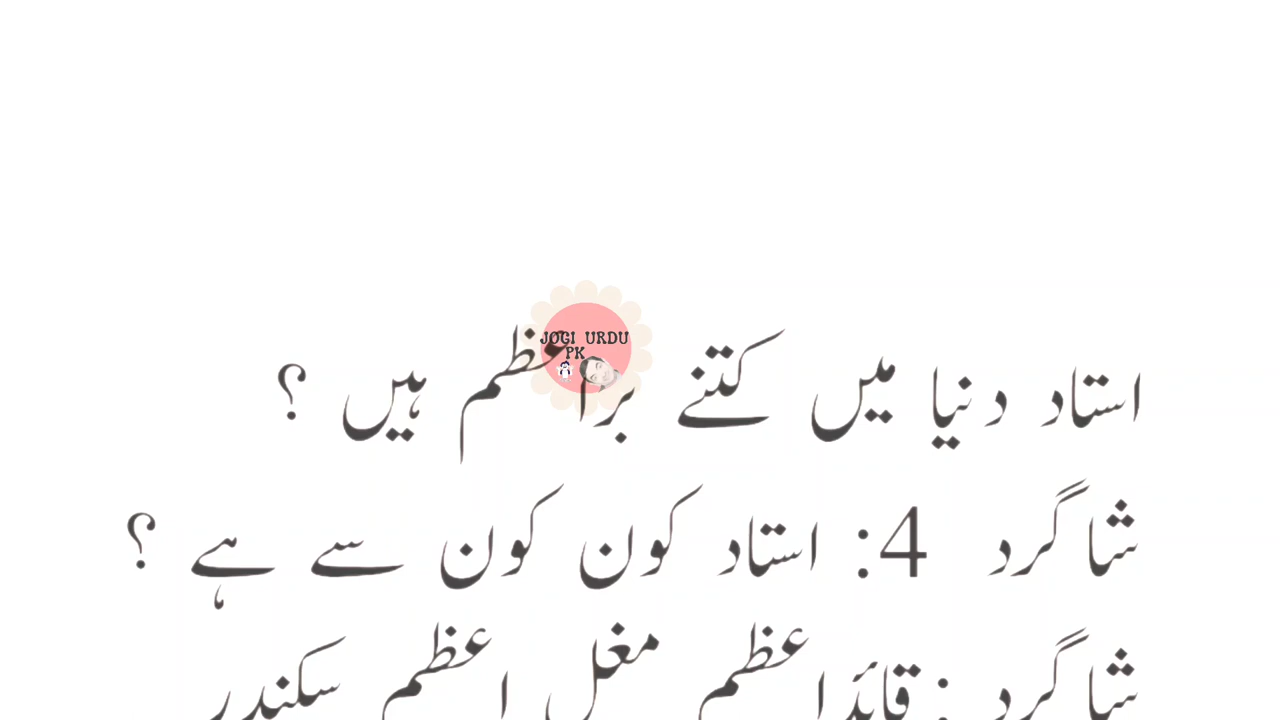 استاد دنیا میں کتنے براعظم ہیں ؟
JOGI URDU
PK
شاگرد 4: استاد کون کون سے ہے ؟
شاگرد : قائداعظم مغل اعظم سکندر